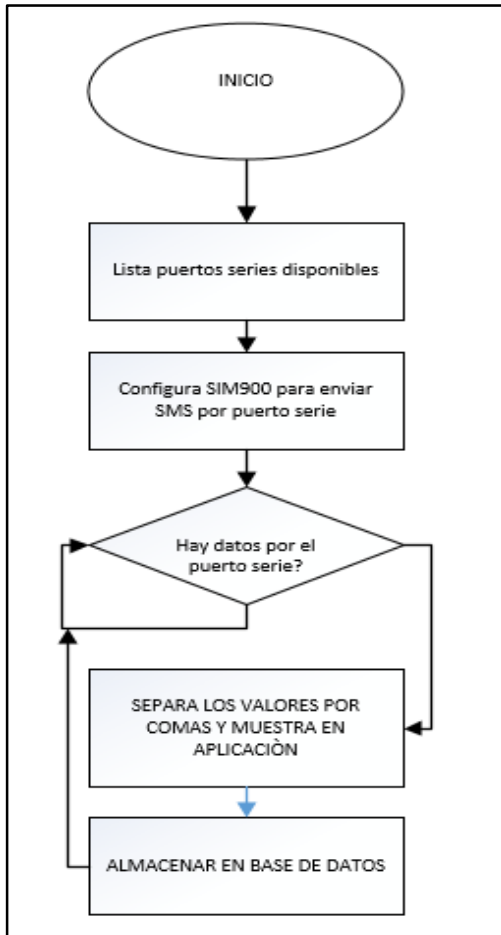 INICIO
Lista puertos series disponibles
Configura SIM900 para enviar
SMS por puerto serie
Hay datos por el
puerto serie?
SEPARA LOS VALORES POR
COMAS Y MUESTRA EN
APLICACIÒN
ALMACENAR EN BASE DE DATOS